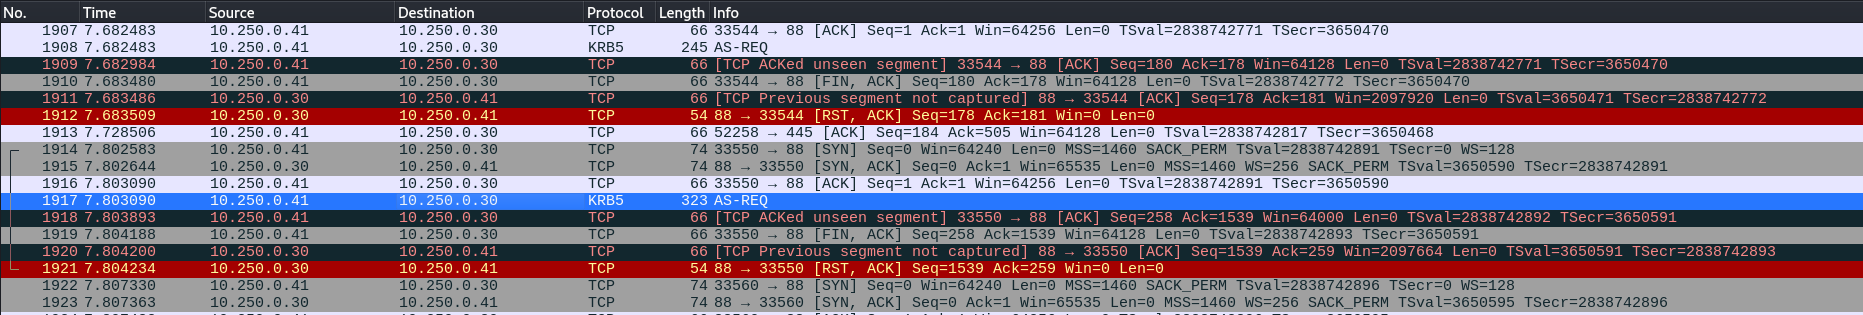 No. Time Source Destination Protocol Length Info
1907 7.682483 10.250.0.41 10.250.0.30 TCP 66 33544 → 88 [ACK] Seq=1 Ack=1 Win=64256 Len=0 TSval=2838742771 TSecr=3650470
1908 7.682483 10.250.0.41 10.250.0.30 KRB5 245 AS-REQ
1909 7.682984 10.250.0.41 10.250.0.30 TCP 66 [TCP ACKed unseen segment] 33544 → 88 [ACK] Seq=180 Ack=178 Win=64128 Len=0 TSval=2838742771 TSecr=3650470
1910 7.683480 10.250.0.41 10.250.0.30 TCP 66 33544 → 88 [FIN, ACK] Seq=180 Ack=178 Win=64128 Len=0 TSval=2838742772 TSecr=3650470
1911 7.683486 10.250.0.30 10.250.0.41 TCP 66 [TCP Previous segment not captured] 88 → 33544 [ACK] Seq=178 Ack=181 Win=2097920 Len=0 TSval=3650471 TSecr=2838742772
1912 7.683509 10.250.0.30 10.250.0.41 TCP 54 88 → 33544 [RST, ACK] Seq=178 Ack=181 Win=0 Len=0
1913 7.728506 10.250.0.41 10.250.0.30 TCP 66 52258 → 445 [ACK] Seq=184 Ack=505 Win=64128 Len=0 TSval=2838742817 TSecr=3650468
1914 7.802583 10.250.0.41 10.250.0.30 TCP 74 33550 → 88 [SYN] Seq=0 Win=64240 Len=0 MSS=1460 SACK_PERM TSval=2838742891 TSecr=0 WS=128
1915 7.802644 10.250.0.30 10.250.0.41 TCP 74 88 → 33550 [SYN, ACK] Seq=0 Ack=1 Win=65535 Len=0 MSS=1460 WS=256 SACK_PERM TSval=3650590 TSecr=2838742891
1916 7.803090 10.250.0.41 10.250.0.30 TCP 66 33550 → 88 [ACK] Seq=1 Ack=1 Win=64256 Len=0 TSval=2838742891 TSecr=3650590
1917 7.803090 10.250.0.41 10.250.0.30 KRB5 323 AS-REQ
1918 7.803893 10.250.0.41 10.250.0.30 TCP 66 [TCP ACKed unseen segment] 33550 → 88 [ACK] Seq=258 Ack=1539 Win=64000 Len=0 TSval=2838742892 TSecr=3650591
1919 7.804188 10.250.0.41 10.250.0.30 TCP 66 33550 → 88 [FIN, ACK] Seq=258 Ack=1539 Win=64128 Len=0 TSval=2838742893 TSecr=3650591
1920 7.804200 10.250.0.30 10.250.0.41 TCP 66 [TCP Previous segment not captured] 88 → 33550 [ACK] Seq=1539 Ack=259 Win=2097664 Len=0 TSval=3650591 TSecr=2838742893
1921 7.804234 10.250.0.30 10.250.0.41 TCP 54 88 → 33550 [RST, ACK] Seq=1539 Ack=259 Win=0 Len=0
1922 7.807330 10.250.0.41 10.250.0.30 TCP 74 33560 → 88 [SYN] Seq=0 Win=64240 Len=0 MSS=1460 SACK_PERM TSval=2838742896 TSecr=0 WS=128
1923 7.807363 10.250.0.30 10.250.0.41 TCP 74 88 → 33560 [SYN, ACK] Seq=0 Ack=1 Win=65535 Len=0 MSS=1460 WS=256 SACK_PERM TSval=3650595 TSecr=2838742896